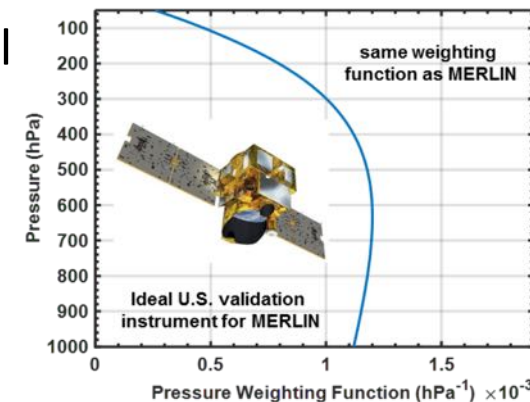 l
100
200
300
400
500
600
700
800
900
1000
Pressure (hPa)
same weighting
function as MERLIN
Ideal U.S. validation
instrument for MERLIN
0
0.5
1
1.5
Pressure Weighting Function (hPa⁻¹) ×10⁻³